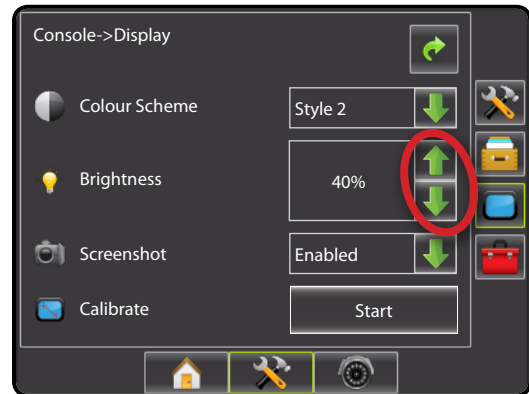 Console->Display
Colour Scheme
Style 2
Brightness
40%
Screenshot
Enabled
Calibrate
Start